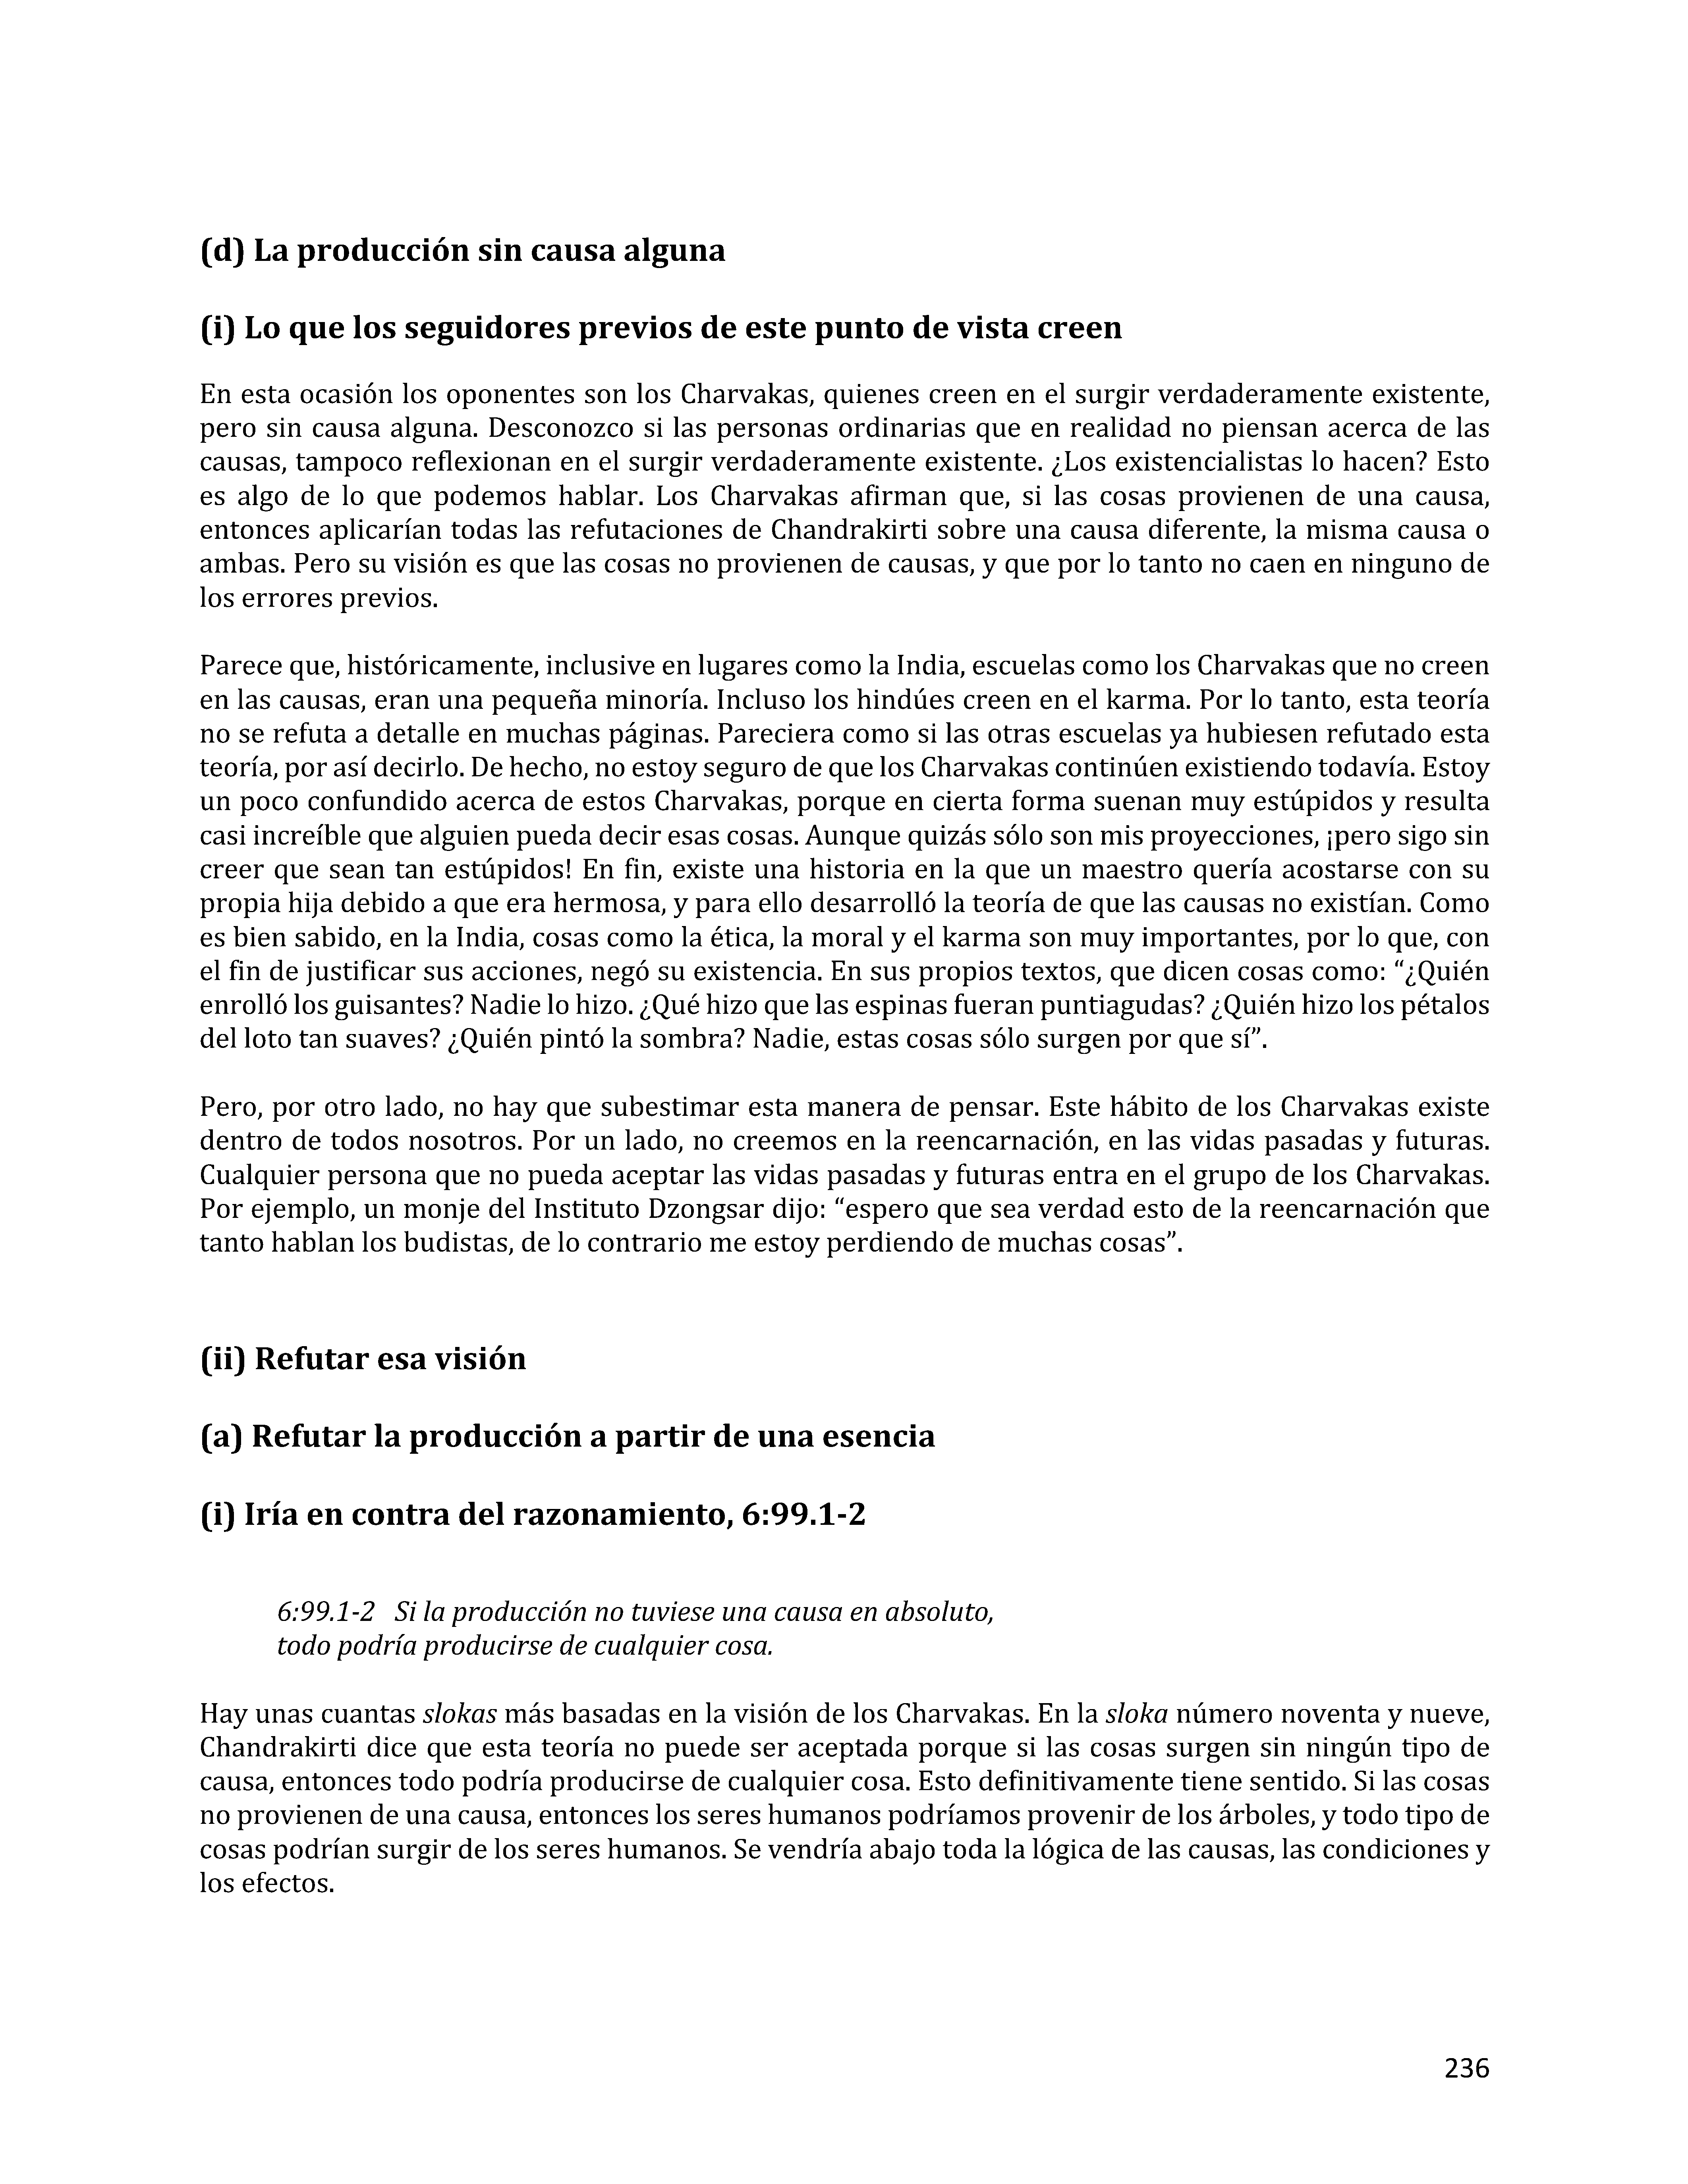 (d) La producción sin causa alguna
(i) Lo que los seguidores previos de este punto de vista creen
En esta ocasión los oponentes son los Charvakas, quienes creen en el surgir verdaderamente existente,
pero sin causa alguna. Desconozco si las personas ordinarias que en realidad no piensan acerca de las
causas, tampoco reflexionan en el surgir verdaderamente existente. ¿Los existencialistas lo hacen? Esto
es algo de lo que podemos hablar. Los Charvakas afirman que, si las cosas provienen de una causa,
entonces aplicarían todas las refutaciones de Chandrakirti sobre una causa diferente, la misma causa o
ambas. Pero su visión es que las cosas no provienen de causas, y que por lo tanto no caen en ninguno de
los errores previos.
Parece que, históricamente, inclusive en lugares como la India, escuelas como los Charvakas que no creen
en las causas, eran una pequeña minoría. Incluso los hindúes creen en el karma. Por lo tanto, esta teoría
no se refuta a detalle en muchas páginas. Pareciera como si las otras escuelas ya hubiesen refutado esta
teoría, por así decirlo. De hecho, no estoy seguro de que los Charvakas continúen existiendo todavía. Estoy
un poco confundido acerca de estos Charvakas, porque en cierta forma suenan muy estúpidos y resulta
casi increíble que alguien pueda decir esas cosas. Aunque quizás sólo son mis proyecciones, ¡pero sigo sin
creer que sean tan estúpidos! En fin, existe una historia en la que un maestro quería acostarse con su
propia hija debido a que era hermosa, y para ello desarrolló la teoría de que las causas no existían. Como
es bien sabido, en la India, cosas como la ética, la moral y el karma son muy importantes, por lo que, con
el fin de justificar sus acciones, negó su existencia. En sus propios textos, que dicen cosas como: “¿Quién
enrolló los guisantes? Nadie lo hizo. ¿Qué hizo que las espinas fueran puntiagudas? ¿Quién hizo los pétalos
del loto tan suaves? ¿Quién pintó la sombra? Nadie, estas cosas sólo surgen por que sí”.
Pero, por otro lado, no hay que subestimar esta manera de pensar. Este hábito de los Charvakas existe
dentro de todos nosotros. Por un lado, no creemos en la reencarnación, en las vidas pasadas y futuras.
Cualquier persona que no pueda aceptar las vidas pasadas y futuras entra en el grupo de los Charvakas.
Por ejemplo, un monje del Instituto Dzongsar dijo: “espero que sea verdad esto de la reencarnación que
tanto hablan los budistas, de lo contrario me estoy perdiendo de muchas cosas”.
(ii) Refutar esa visión
(a) Refutar la producción a partir de una esencia
(i) Iría en contra del razonamiento, 6:99.1-2
6:99.1-2 Si la producción no tuviese una causa en absoluto,
todo podría producirse de cualquier cosa.
Hay unas cuantas slokas más basadas en la visión de los Charvakas. En la sloka número noventa y nueve,
Chandrakirti dice que esta teoría no puede ser aceptada porque si las cosas surgen sin ningún tipo de
causa, entonces todo podría producirse de cualquier cosa. Esto definitivamente tiene sentido. Si las cosas
no provienen de una causa, entonces los seres humanos podríamos provenir de los árboles, y todo tipo de
cosas podrían surgir de los seres humanos. Se vendría abajo toda la lógica de las causas, las condiciones y
los efectos.
236